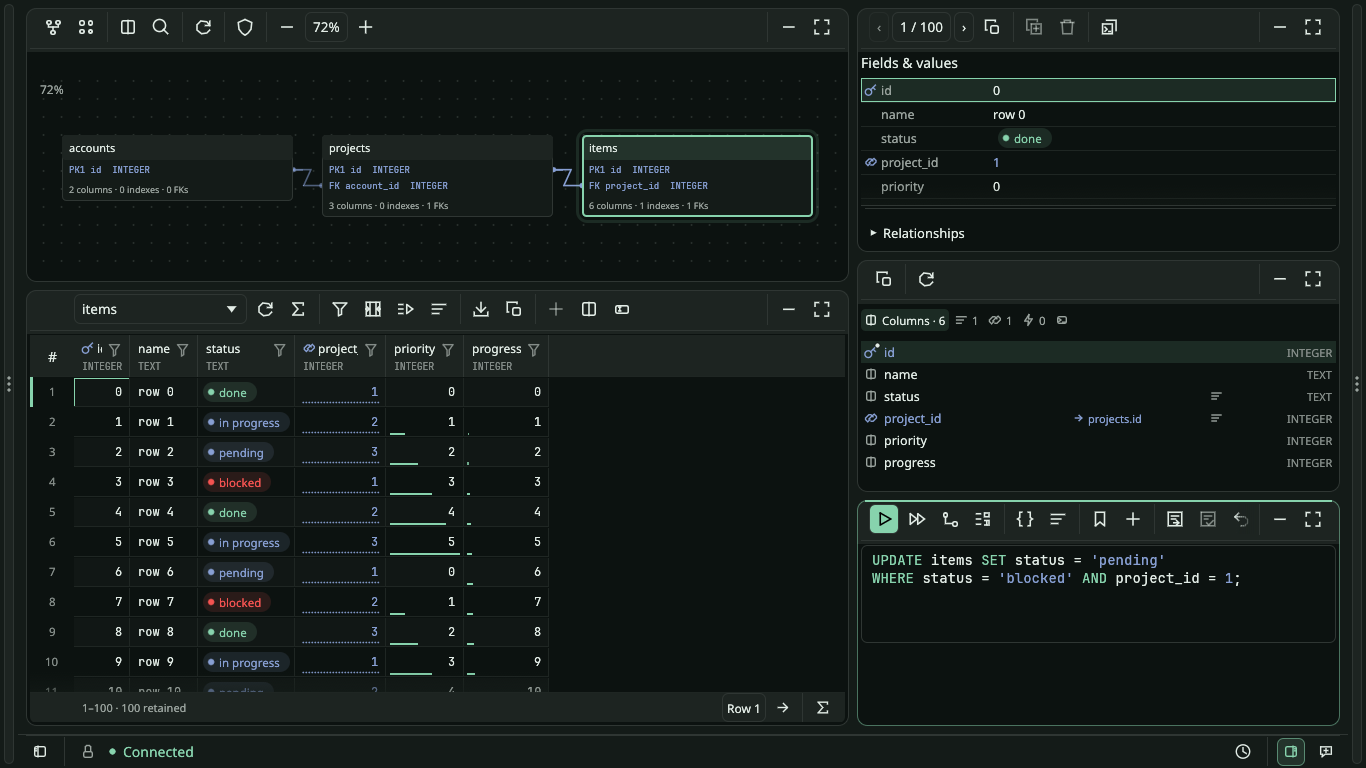 72%
72%
accounts
PK1 id INTEGER
2 columns · 0 indexes · 0 FKs
projects
PK1 id INTEGER
FK account_id INTEGER
3 columns · 0 indexes · 1 FKs
items
PK1 id INTEGER
FK project_id INTEGER
6 columns · 1 indexes · 1 FKs
items
# name status project priority progress
INTEGER TEXT TEXT INTEGER INTEGER INTEGER
1 0 row 0 done 1 0 0
2 1 row 1 in progress 2 1 1
3 2 row 2 pending 3 2 2
4 3 row 3 blocked 1 3 3
5 4 row 4 done 2 4 4
6 5 row 5 in progress 3 5 5
7 6 row 6 pending 1 0 6
8 7 row 7 blocked 2 1 7
9 8 row 8 done 3 2 8
10 9 row 9 in progress 1 3 9
11 10 row 10 pending 2 4 10
1–100 · 100 retained
Row 1
1 / 100
Fields & values
id 0
name row 0
status done
project_id 1
priority 0
Relationships
Columns · 6 1 1 0
id INTEGER
name TEXT
status TEXT
project_id projects.id INTEGER
priority INTEGER
progress INTEGER
UPDATE items SET status = 'pending'
WHERE status = 'blocked' AND project_id = 1;
Connected